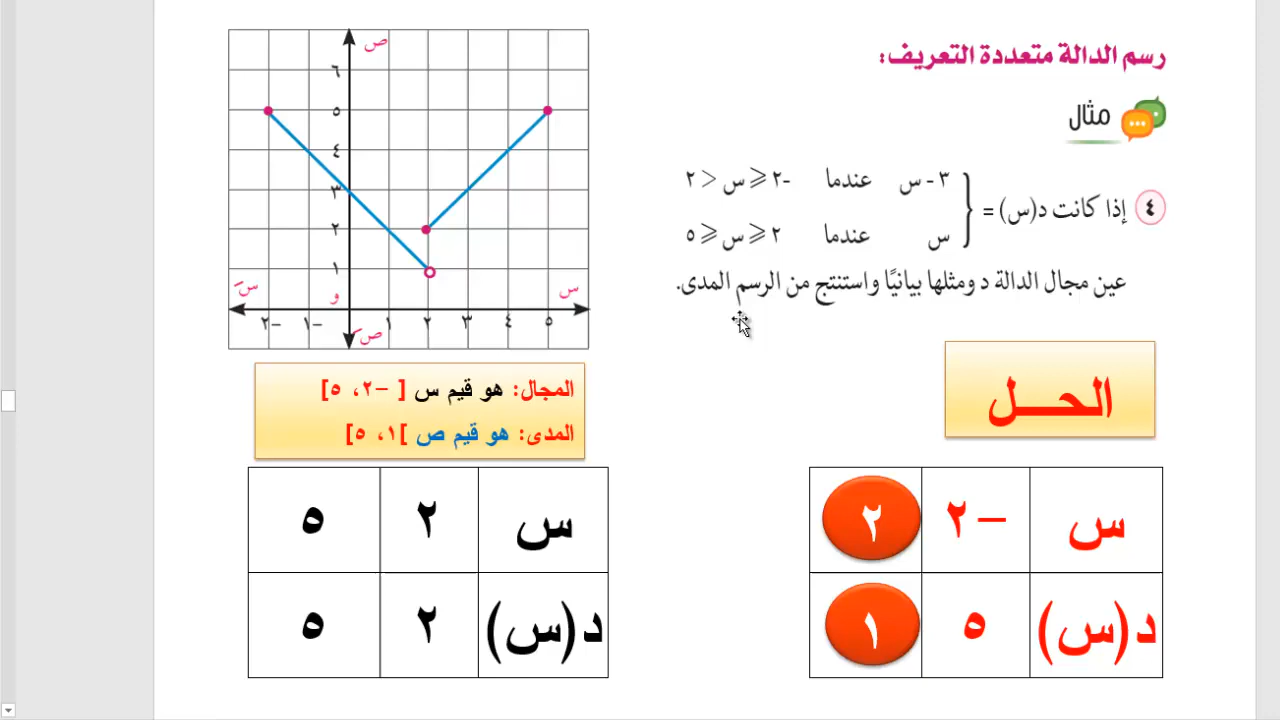 رسم الدالة متعددة التعريف:
مثال
٤ إذا كانت د(س) = { ٣ - س عندما -٢ ⩽ س < ٢
س عندما ٢ ⩽ س ⩽ ٥
عين مجال الدالة د ومثلها بيانيًا واستنتج من الرسم المدى.
ص
٦
٥
٤
٣
٢
١
و
س سَ
٥ ٤ ٣ ٢ ١ -١ -٢
صَ
الحـــل
المجال: هو قيم س [ -٢، ٥]
المدى: هو قيم ص ]١، ٥]
س -٢ ٢
د(س) ٥ ١
س ٢ ٥
د(س) ٢ ٥